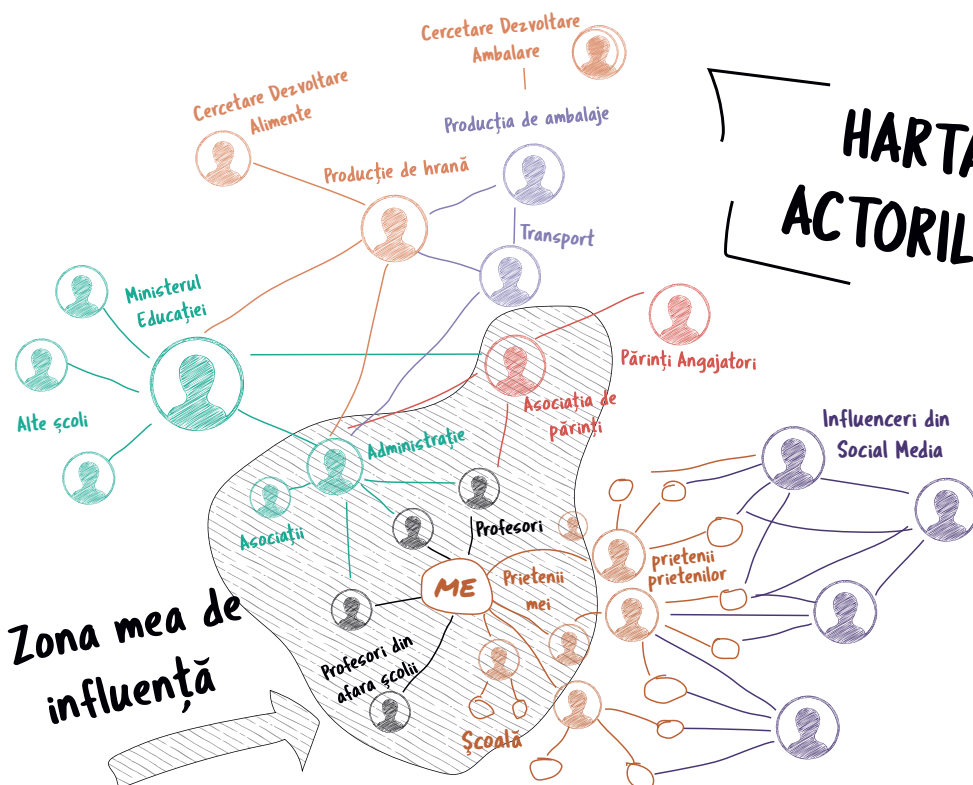 Cercetare Dezvoltare
Ambalare
Cercetare Dezvoltare
Alimente
Producția de ambalaje
HARTA
ACTORIL
Producție de hrană
Transport
Ministerul
Educației
Părinți Angajatori
Asociația de
părinți
Alte școli
Influenceri din
Social Media
Administrație
Profesori
Asociații
prietenii
prietenilor
Prietenii
mei
ME
Zona mea de
influență
Profesori din
afara școlii
Școală